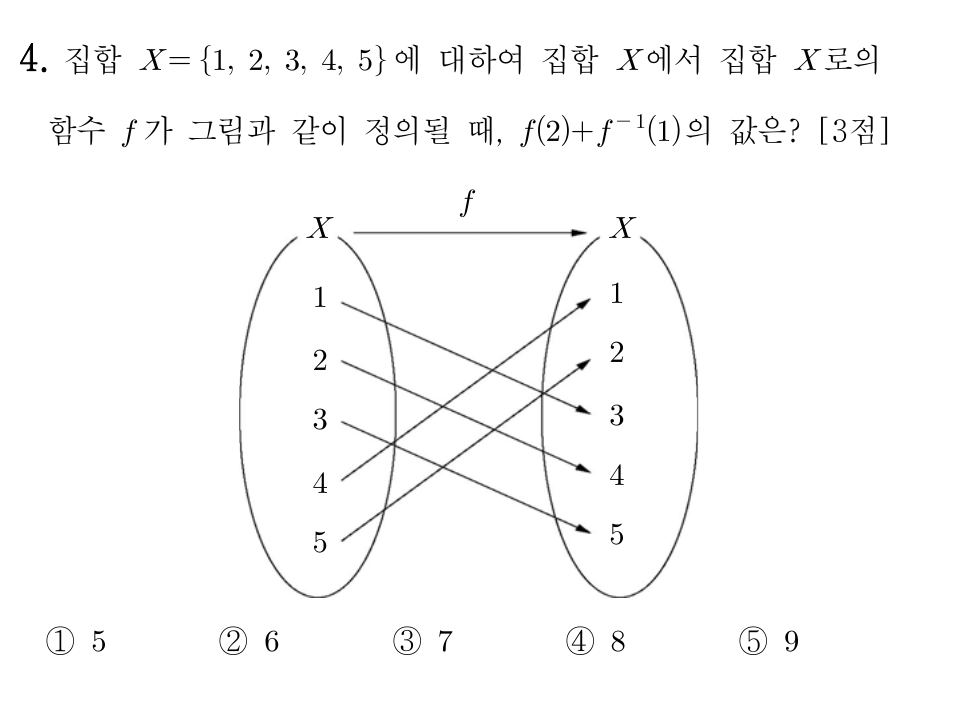 4. 집합 X={1, 2, 3, 4, 5}에 대하여 집합 X에서 집합 X로의
함수 f가 그림과 같이 정의될 때, f(2)+f⁻¹(1)의 값은? [3점]
f
X X
1 1
2 2
3 3
4 4
5 5
① 5 ② 6 ③ 7 ④ 8 ⑤ 9